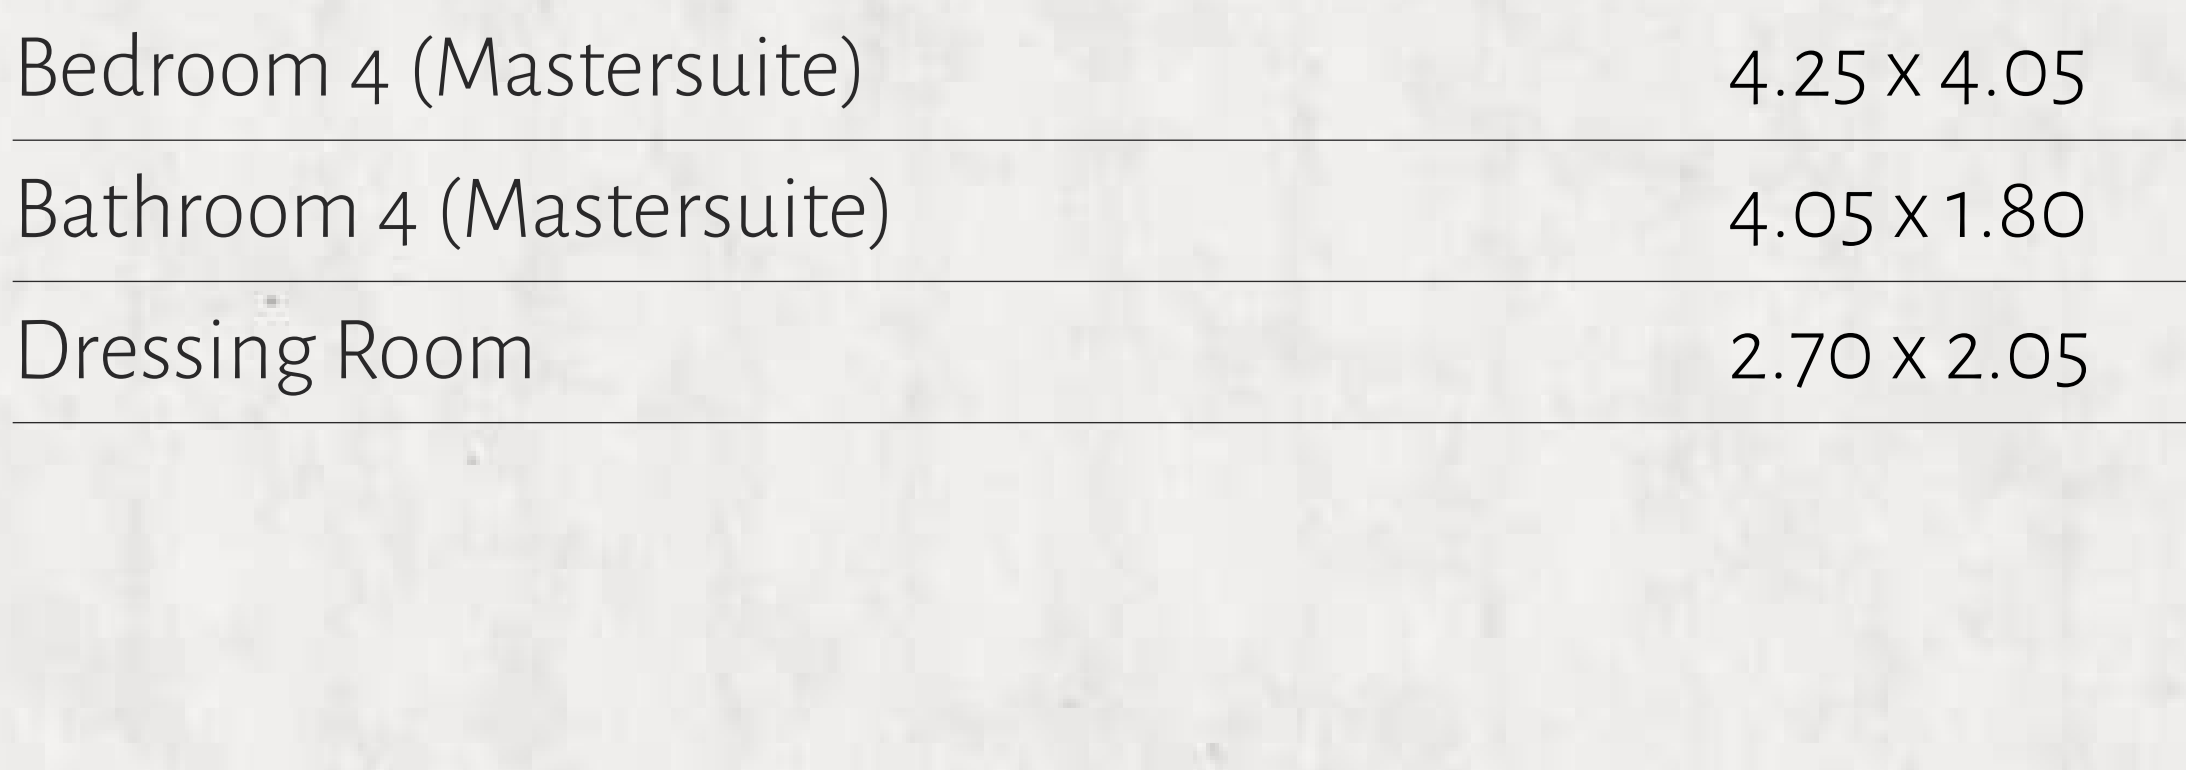 Bedroom 4 (Mastersuite) 4.25 x 4.05
Bathroom 4 (Mastersuite) 4.05 x 1.80
Dressing Room 2.70 x 2.05